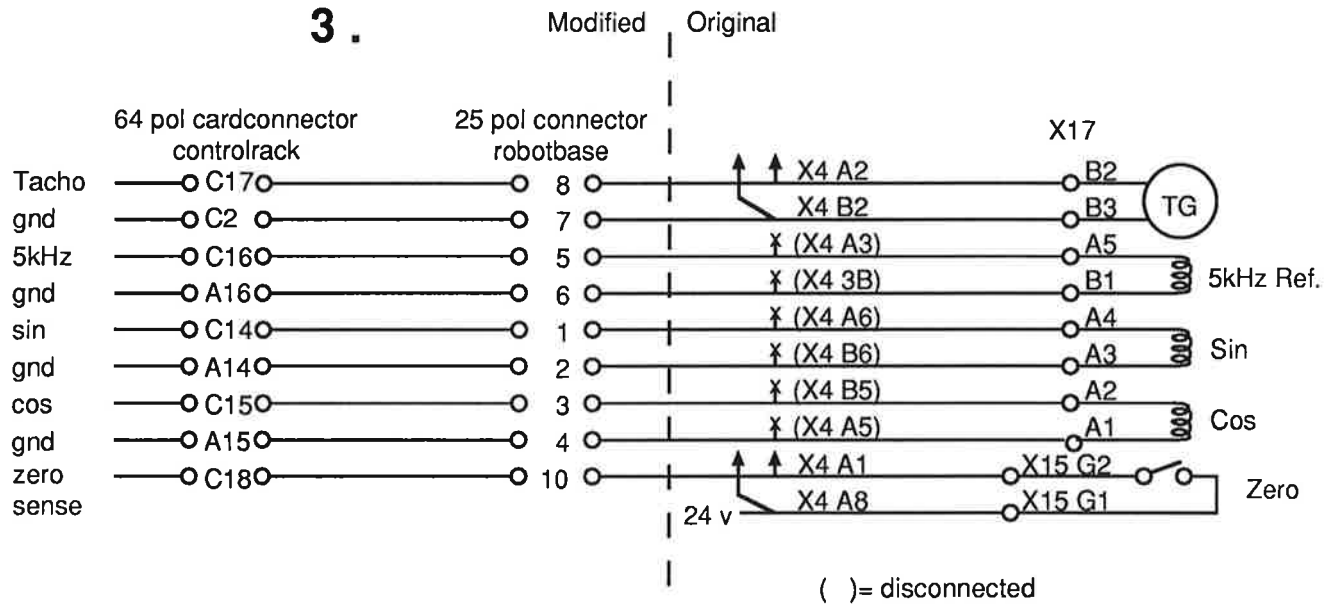 3 .
Modified Original
64 pol cardconnector
controlrack
25 pol connector
robotbase
X17
Tacho C17 8 X4 A2 B2
gnd C2 7 X4 B2 B3 TG
5kHz C16 5 (X4 A3) A5
gnd A16 6 (X4 3B) B1 5kHz Ref.
sin C14 1 (X4 A6) A4
gnd A14 2 (X4 B6) A3 Sin
cos C15 3 (X4 B5) A2
gnd A15 4 (X4 A5) A1 Cos
zero
sense C18 10 X4 A1 X15 G2 Zero
24 v X4 A8 X15 G1
( )= disconnected